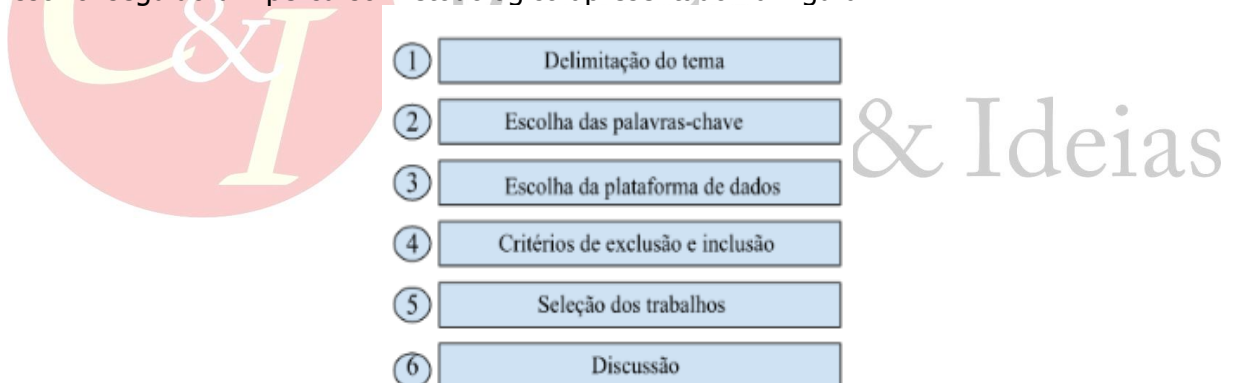 C&I
& Ideias
1 Delimitação do tema
2 Escolha das palavras-chave
3 Escolha da plataforma de dados
4 Critérios de exclusão e inclusão
5 Seleção dos trabalhos
6 Discussão